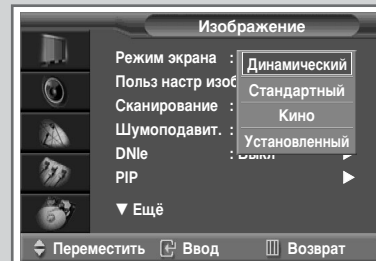 Изображение
Режим экрана :
Динамический
Польз настр изоб
Стандартный
Сканирование :
Кино
Шумоподавит. :
Установленный
DNIe : Выкл
PIP
Ещё
Переместить Ввод Возврат